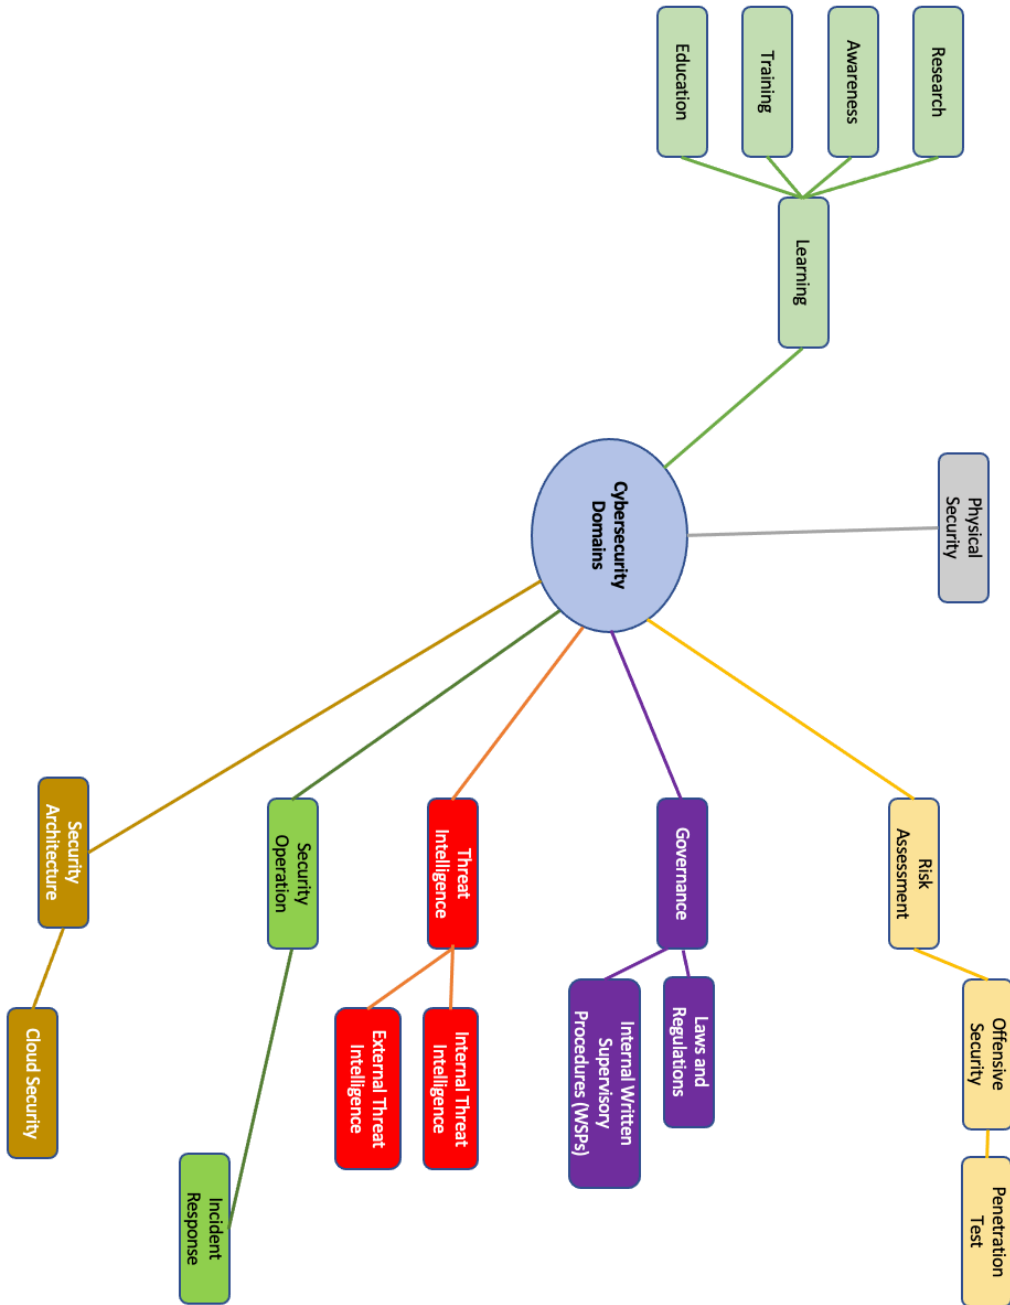 Research
Awareness
Training
Education
Learning
Physical
Security
Cybersecurity
Domains
Risk
Assessment
Offensive
Security
Penetration
Test
Governance
Laws and
Regulations
Internal Written
Supervisory
Procedures (WSPs)
Threat
Intelligence
Internal Threat
Intelligence
External Threat
Intelligence
Security
Operation
Incident
Response
Security
Architecture
Cloud Security